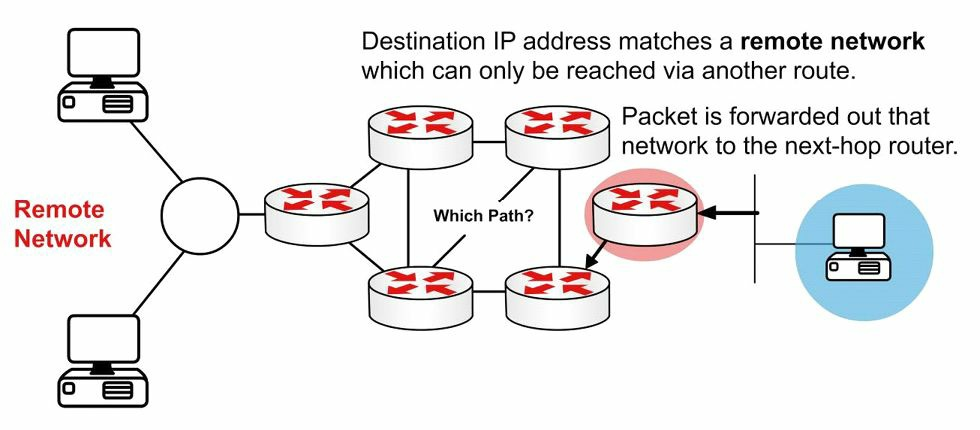 Destination IP address matches a remote network
which can only be reached via another route.
Packet is forwarded out that
network to the next-hop router.
Which Path?
Remote
Network